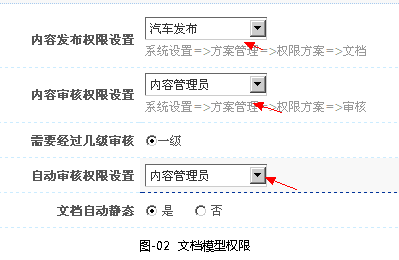 内容发布权限设置 汽车发布
系统设置=>方案管理=>权限方案=>文档
内容审核权限设置 内容管理员
系统设置=>方案管理=>权限方案=>审核
需要经过几级审核 一级
自动审核权限设置 内容管理员
文档自动静态 是 否
图-02 文档模型权限